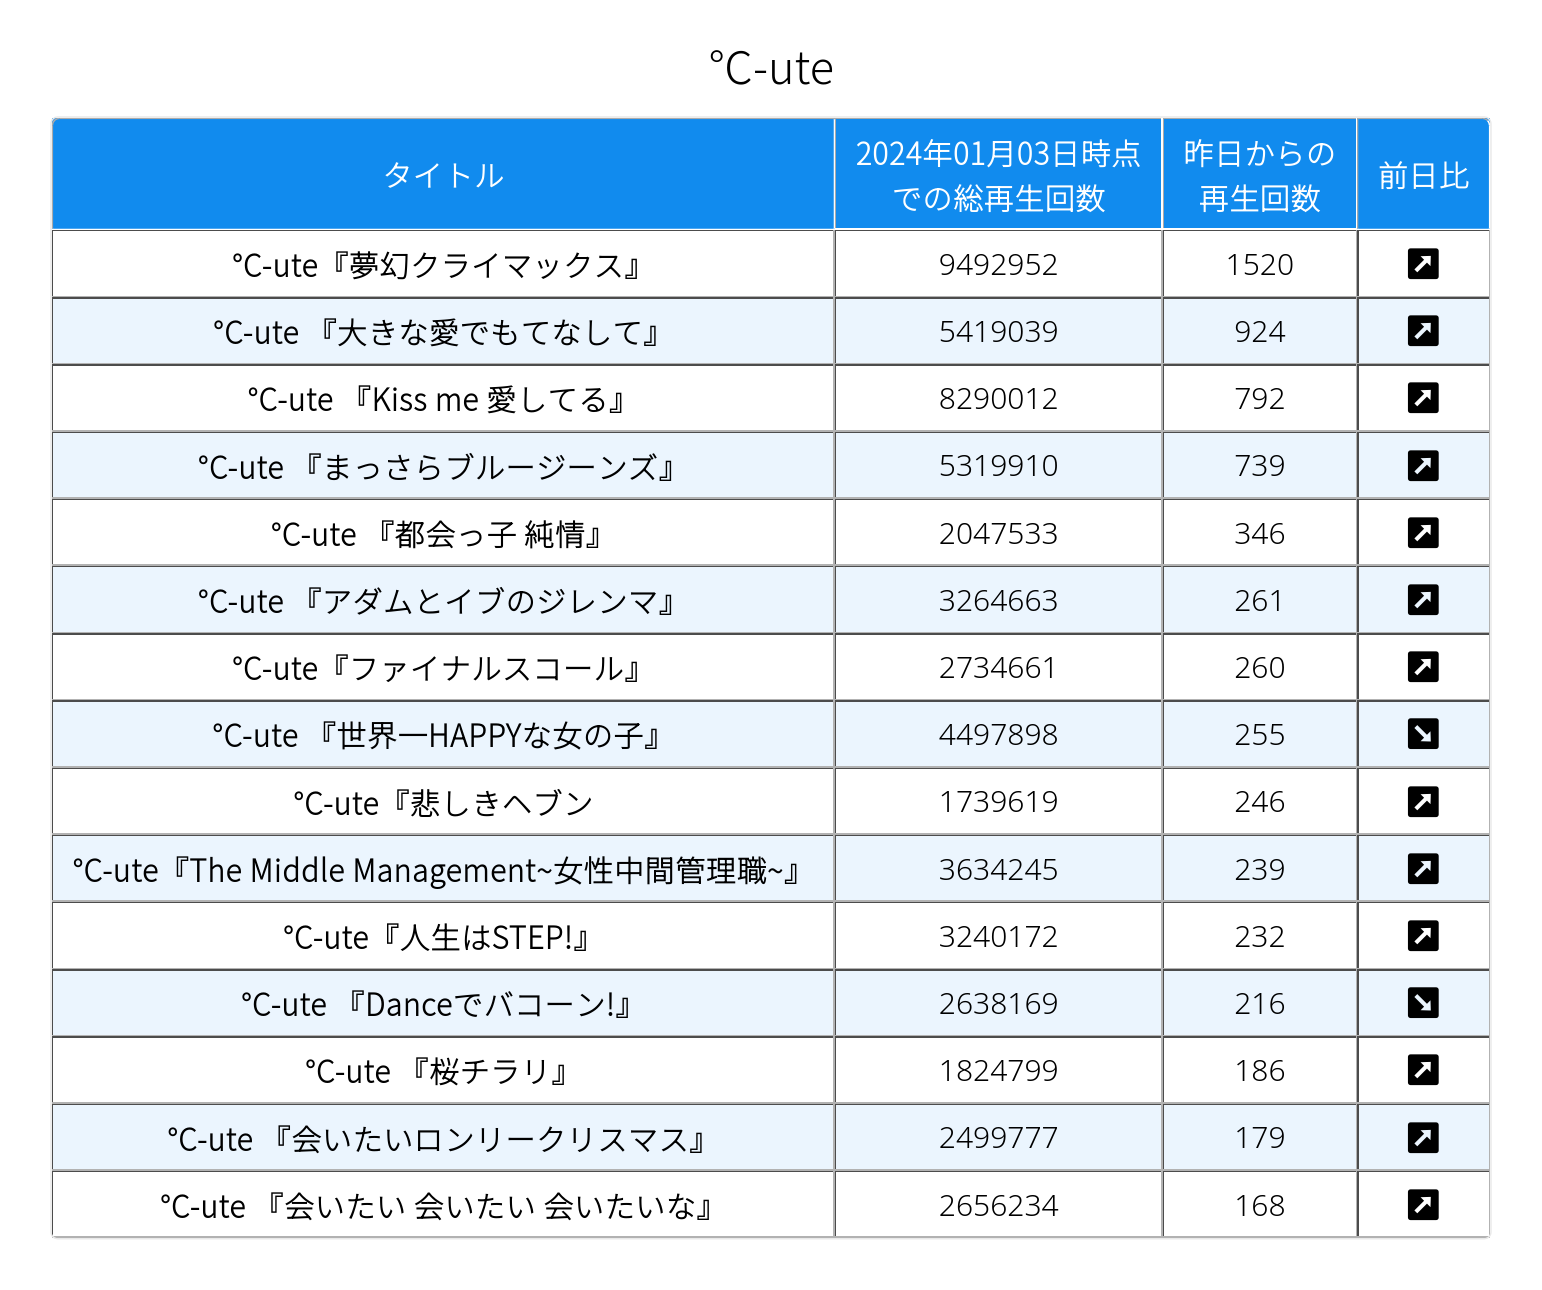 ℃-ute
タイトル
2024年01月03日時点
での総再生回数
昨日からの
再生回数
前日比
℃-ute『夢幻クライマックス』 9492952 1520
℃-ute 『大きな愛でもてなして』 5419039 924
℃-ute 『Kiss me 愛してる』 8290012 792
℃-ute 『まっさらブルージーンズ』 5319910 739
℃-ute 『都会っ子 純情』 2047533 346
℃-ute 『アダムとイブのジレンマ』 3264663 261
℃-ute『ファイナルスコール』 2734661 260
℃-ute 『世界一HAPPYな女の子』 4497898 255
℃-ute『悲しきヘブン 1739619 246
℃-ute『The Middle Management~女性中間管理職~』 3634245 239
℃-ute『人生はSTEP!』 3240172 232
℃-ute 『Danceでバコーン!』 2638169 216
℃-ute 『桜チラリ』 1824799 186
℃-ute 『会いたいロンリークリスマス』 2499777 179
℃-ute 『会いたい 会いたい 会いたいな』 2656234 168